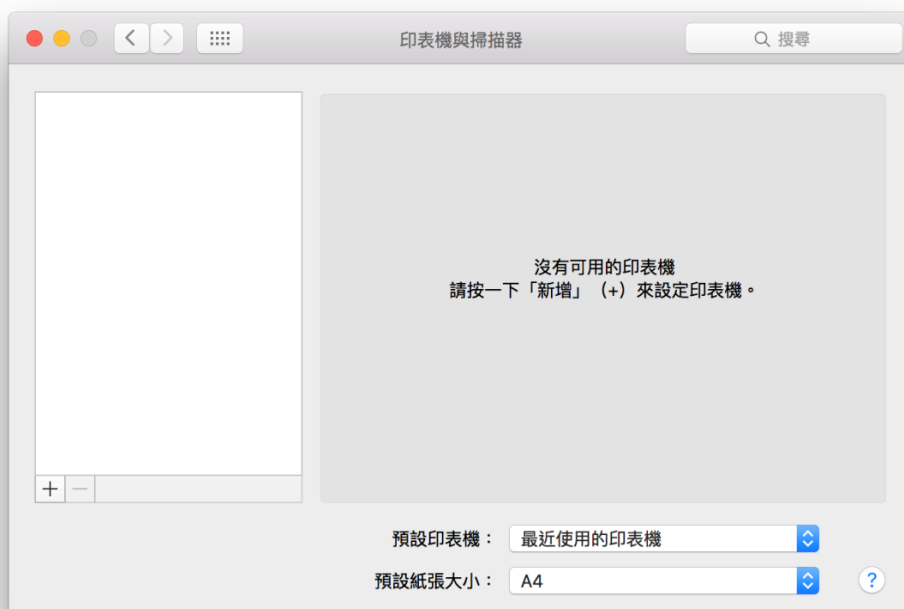 印表機與掃描器
搜尋
沒有可用的印表機
請按一下「新增」（+）來設定印表機。
預設印表機：
最近使用的印表機
預設紙張大小：
A4
?